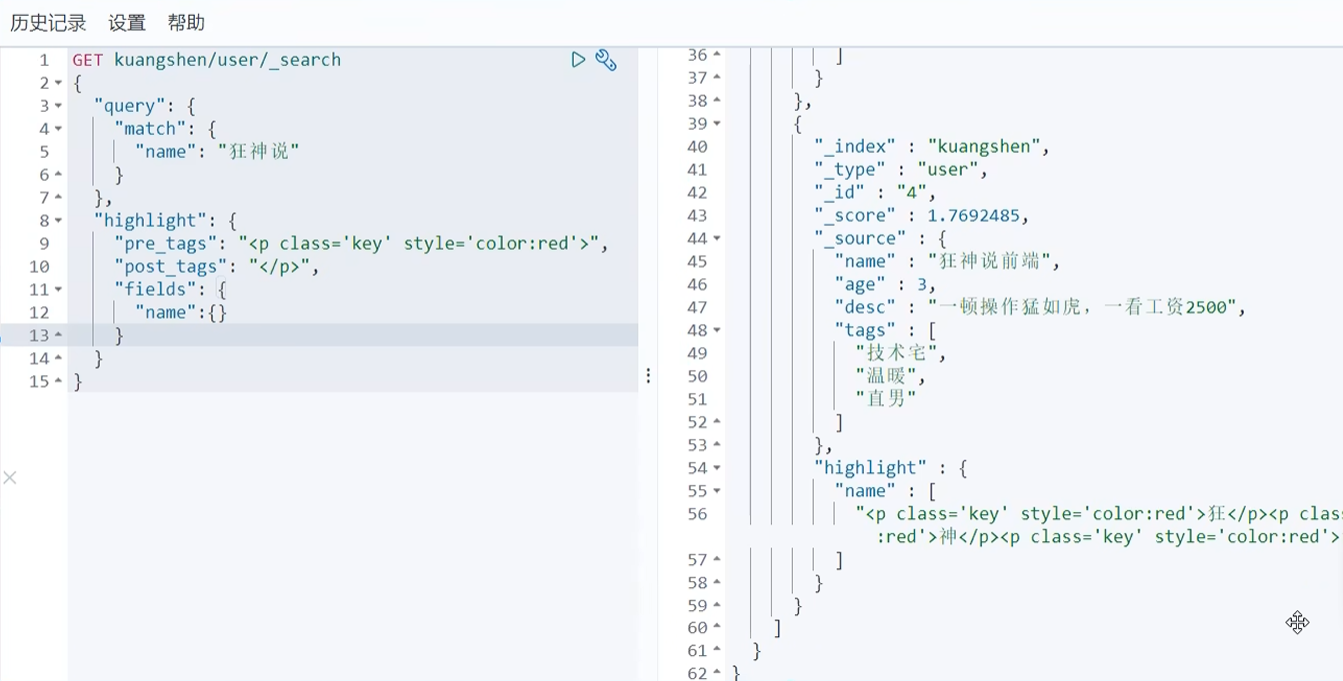 历史记录 设置 帮助
1 GET kuangshen/user/_search
2 {
3 "query": {
4 "match": {
5 "name": "狂神说"
6 }
7 },
8 "highlight": {
9 "pre_tags": "<p class='key' style='color:red'>",
10 "post_tags": "</p>",
11 "fields": {
12 "name":{}
13 }
14 }
15 }
36 ]
37 }
38 },
39 {
40 "_index" : "kuangshen",
41 "_type" : "user",
42 "_id" : "4",
43 "_score" : 1.7692485,
44 "_source" : {
45 "name" : "狂神说前端",
46 "age" : 3,
47 "desc" : "一顿操作猛如虎，一看工资2500",
48 "tags" : [
49 "技术宅",
50 "温暖",
51 "直男"
52 ]
53 },
54 "highlight" : {
55 "name" : [
56 "<p class='key' style='color:red'>狂</p><p clas
:red'>神</p><p class='key' style='color:red'>
57 ]
58 }
59 }
60 ]
61 }
62 }